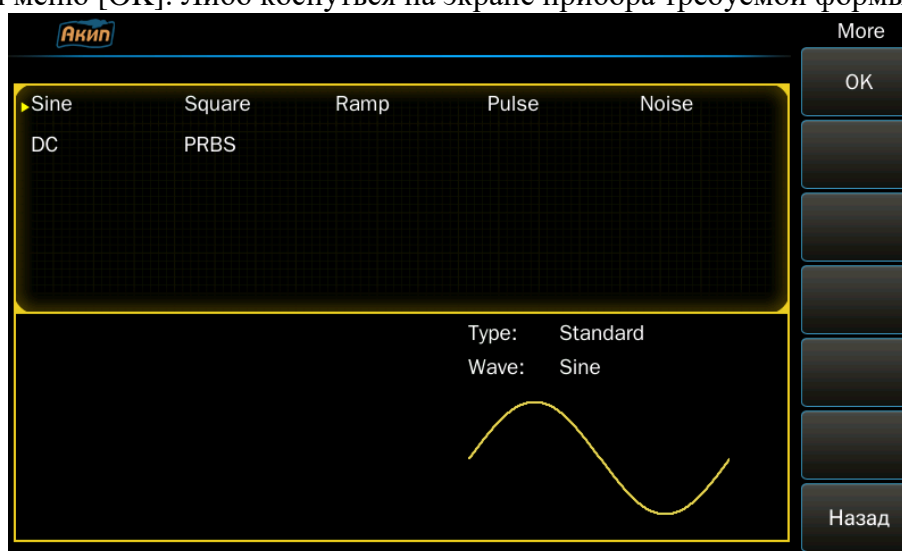 меню [OK]. Либо коснуться на экране прибора требуемой формы
Акип
More
OK
Sine Square Ramp Pulse Noise
DC PRBS
Type: Standard
Wave: Sine
Назад